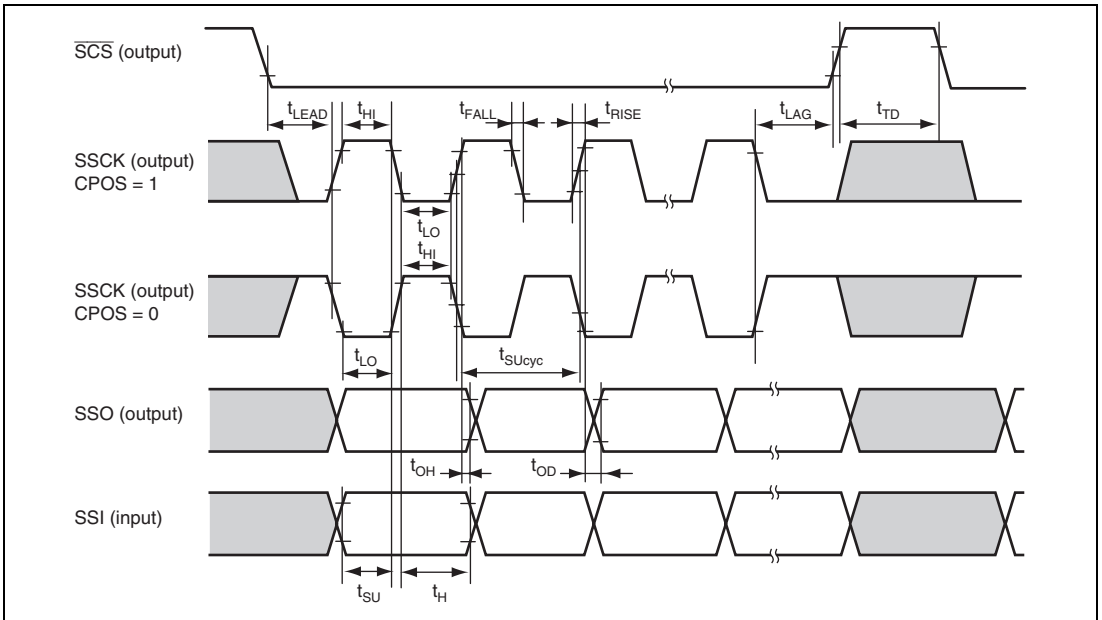 SCS (output)
tLEAD tHI tFALL tRISE tLAG tTD
SSCK (output)
CPOS = 1
tLO
tHI
SSCK (output)
CPOS = 0
tLO tSUcyc
SSO (output)
tOH tOD
SSI (input)
tSU tH